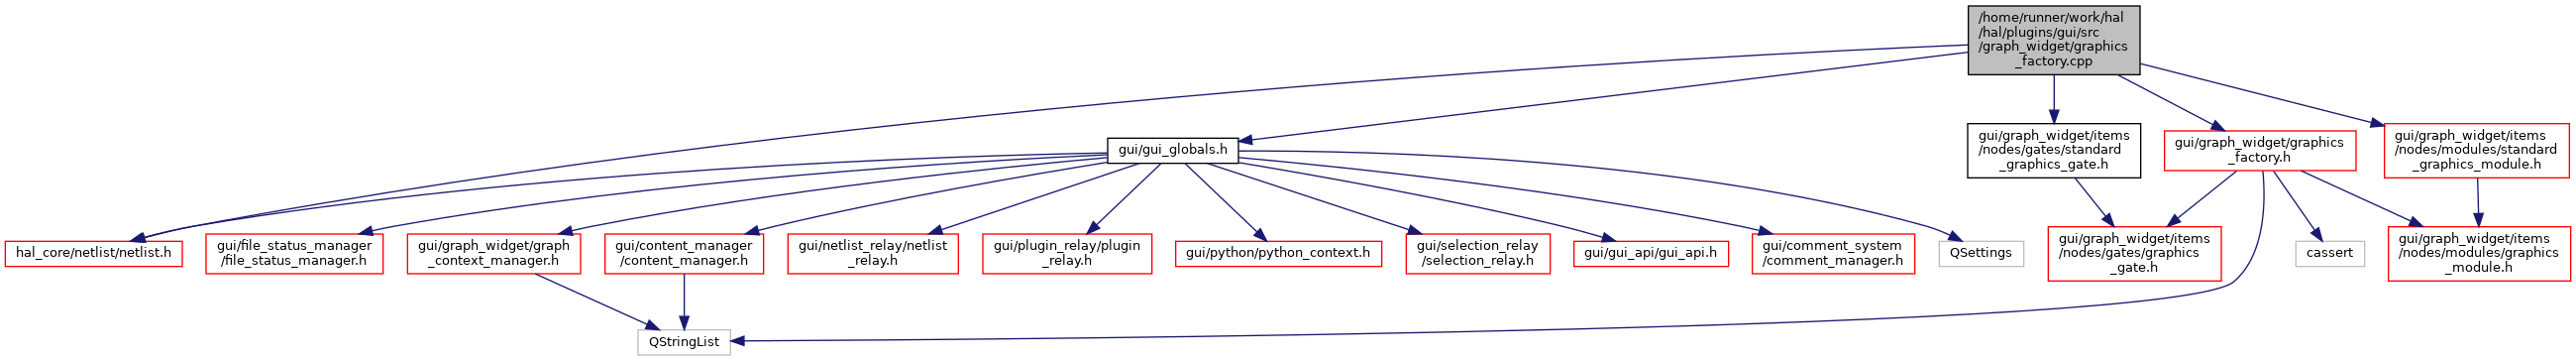 /home/runner/work/hal
/hal/plugins/gui/src
/graph_widget/graphics
_factory.cpp
gui/gui_globals.h
gui/graph_widget/items
/nodes/gates/standard
_graphics_gate.h
gui/graph_widget/graphics
_factory.h
gui/graph_widget/items
/nodes/modules/standard
_graphics_module.h
hal_core/netlist/netlist.h
gui/file_status_manager
/file_status_manager.h
gui/graph_widget/graph
_context_manager.h
gui/content_manager
/content_manager.h
gui/netlist_relay/netlist
_relay.h
gui/plugin_relay/plugin
_relay.h
gui/python/python_context.h
gui/selection_relay
/selection_relay.h
gui/gui_api/gui_api.h
gui/comment_system
/comment_manager.h
QSettings
gui/graph_widget/items
/nodes/gates/graphics
_gate.h
cassert
gui/graph_widget/items
/nodes/modules/graphics
_module.h
QStringList